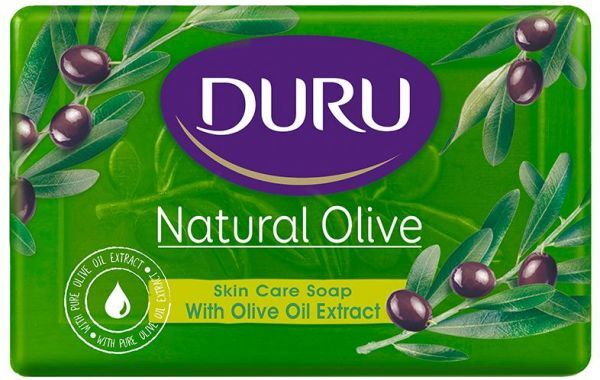 DURU
Natural Olive
Skin Care Soap
With Olive Oil Extract
WITH PURE OLIVE OIL EXTRACT • WITH PURE OLIVE OIL EXTRACT •